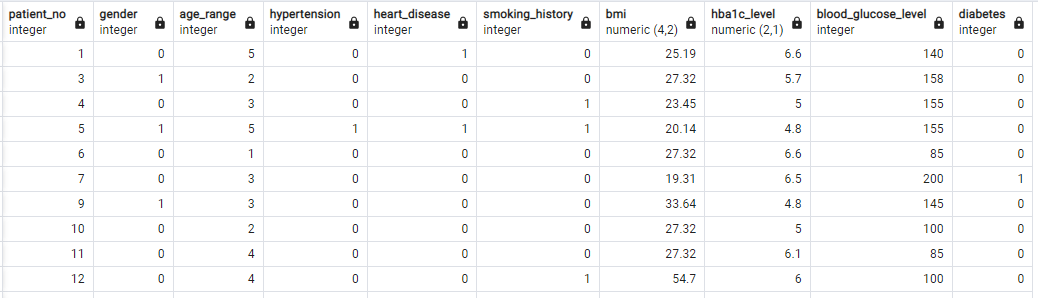 patient_no gender age_range hypertension heart_disease smoking_history bmi hba1c_level blood_glucose_level diabetes
integer integer integer integer integer integer numeric (4,2) numeric (2,1) integer integer
1 0 5 0 1 0 25.19 6.6 140 0
3 1 2 0 0 0 27.32 5.7 158 0
4 0 3 0 0 1 23.45 5 155 0
5 1 5 1 1 1 20.14 4.8 155 0
6 0 1 0 0 0 27.32 6.6 85 0
7 0 3 0 0 0 19.31 6.5 200 1
9 1 3 0 0 0 33.64 4.8 145 0
10 0 2 0 0 0 27.32 5 100 0
11 0 4 0 0 0 27.32 6.1 85 0
12 0 4 0 0 1 54.7 6 100 0